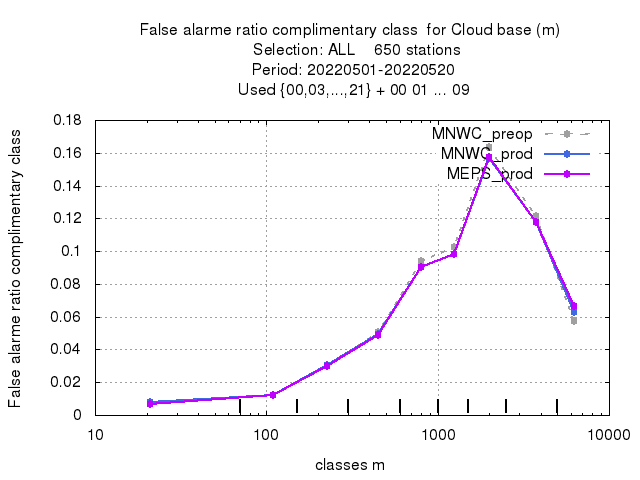 False alarme ratio complimentary class  for Cloud base (m)
Selection: ALL    650 stations
Period: 20220501-20220520
Used {00,03,...,21} + 00 01 ... 09
False alarme ratio complimentary class
0.18
0.16
0.14
0.12
0.1
0.08
0.06
0.04
0.02
0
MNWC_preop
MNWC_prod
MEPS_prod
10 100 1000 10000
classes m